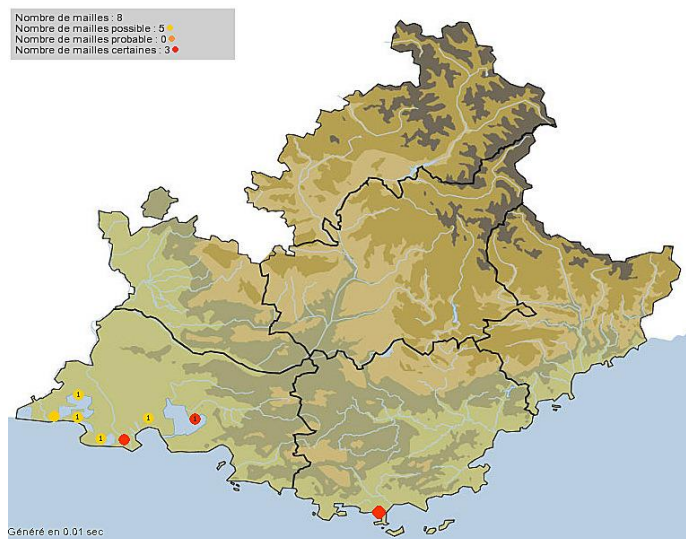 Nombre de mailles : 8
Nombre de mailles possible : 5
Nombre de mailles probable : 0
Nombre de mailles certaines : 3
1
1
1
1
1
Généré en 0.01 sec